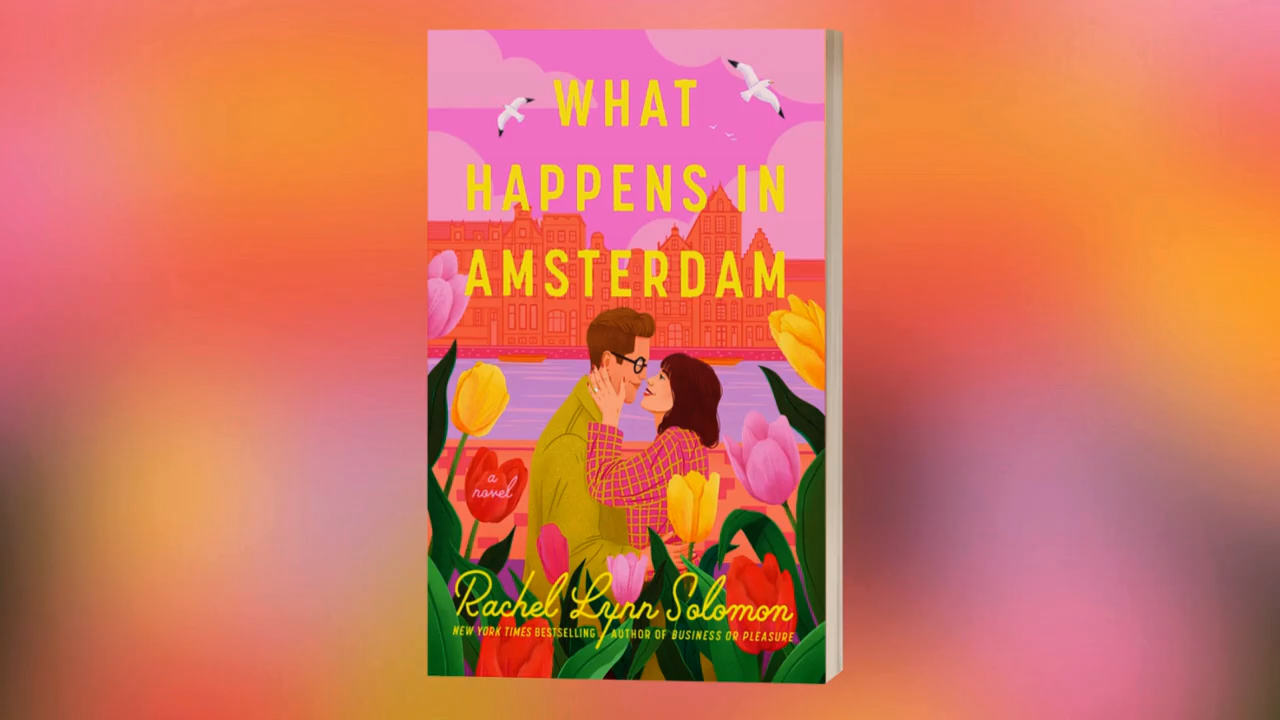 WHAT
HAPPENS IN
AMSTERDAM
a
novel
Rachel Lynn Solomon
NEW YORK TIMES BESTSELLING AUTHOR OF BUSINESS OR PLEASURE